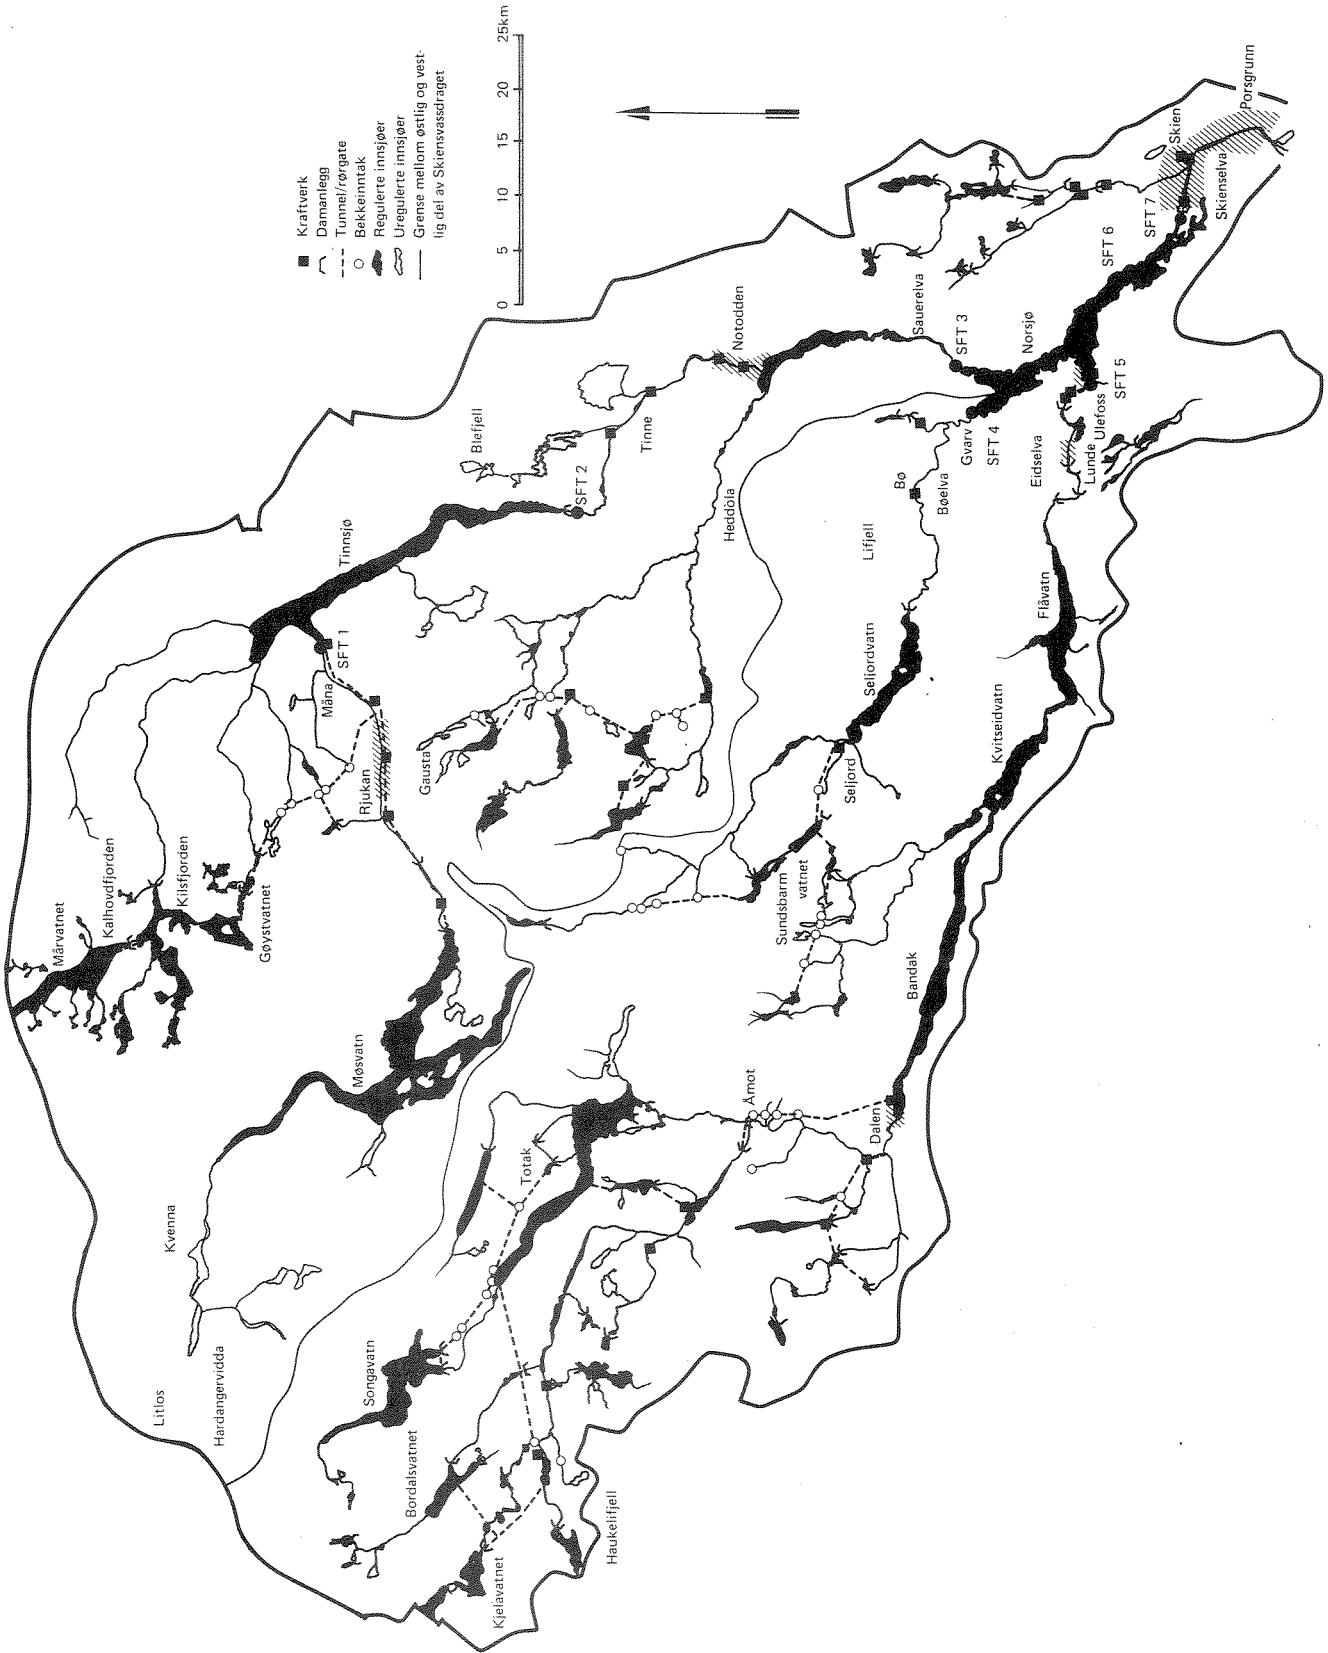 Kraftverk
Damanlegg
Tunnel/rørgate
Bekkeinntak
Regulerte innsjøer
Uregulerte innsjøer
Grense mellom østlig og vest-
lig del av Skiensvassdraget
0 5 10 15 20 25km
Litlos
Hardangervidda
Kvenna
Songavatn
Bordalsvatnet
Kjelavatnet
Haukelifjell
Totak
Møsvatn
Mårvatnet
Kalhovdfjorden
Kilsfjorden
Gøystvatnet
Rjukan
Måna
SFT 1
Gausta
Tinnsjø
SFT 2
Blefjell
Tinne
Notodden
Heddöla
Sauerelva
SFT 3
Norsjø
Åmot
Dalen
Bandak
Sundsbarm
vatnet
Seljord
Seljordvatn
Lifjell
Bø
Bøelva
Gvarv
SFT 4
Kvitseidvatn
Flåvatn
Eidselva
Lunde
Ulefoss
SFT 5
SFT 6
SFT 7
Skien
Skienselva
Porsgrunn